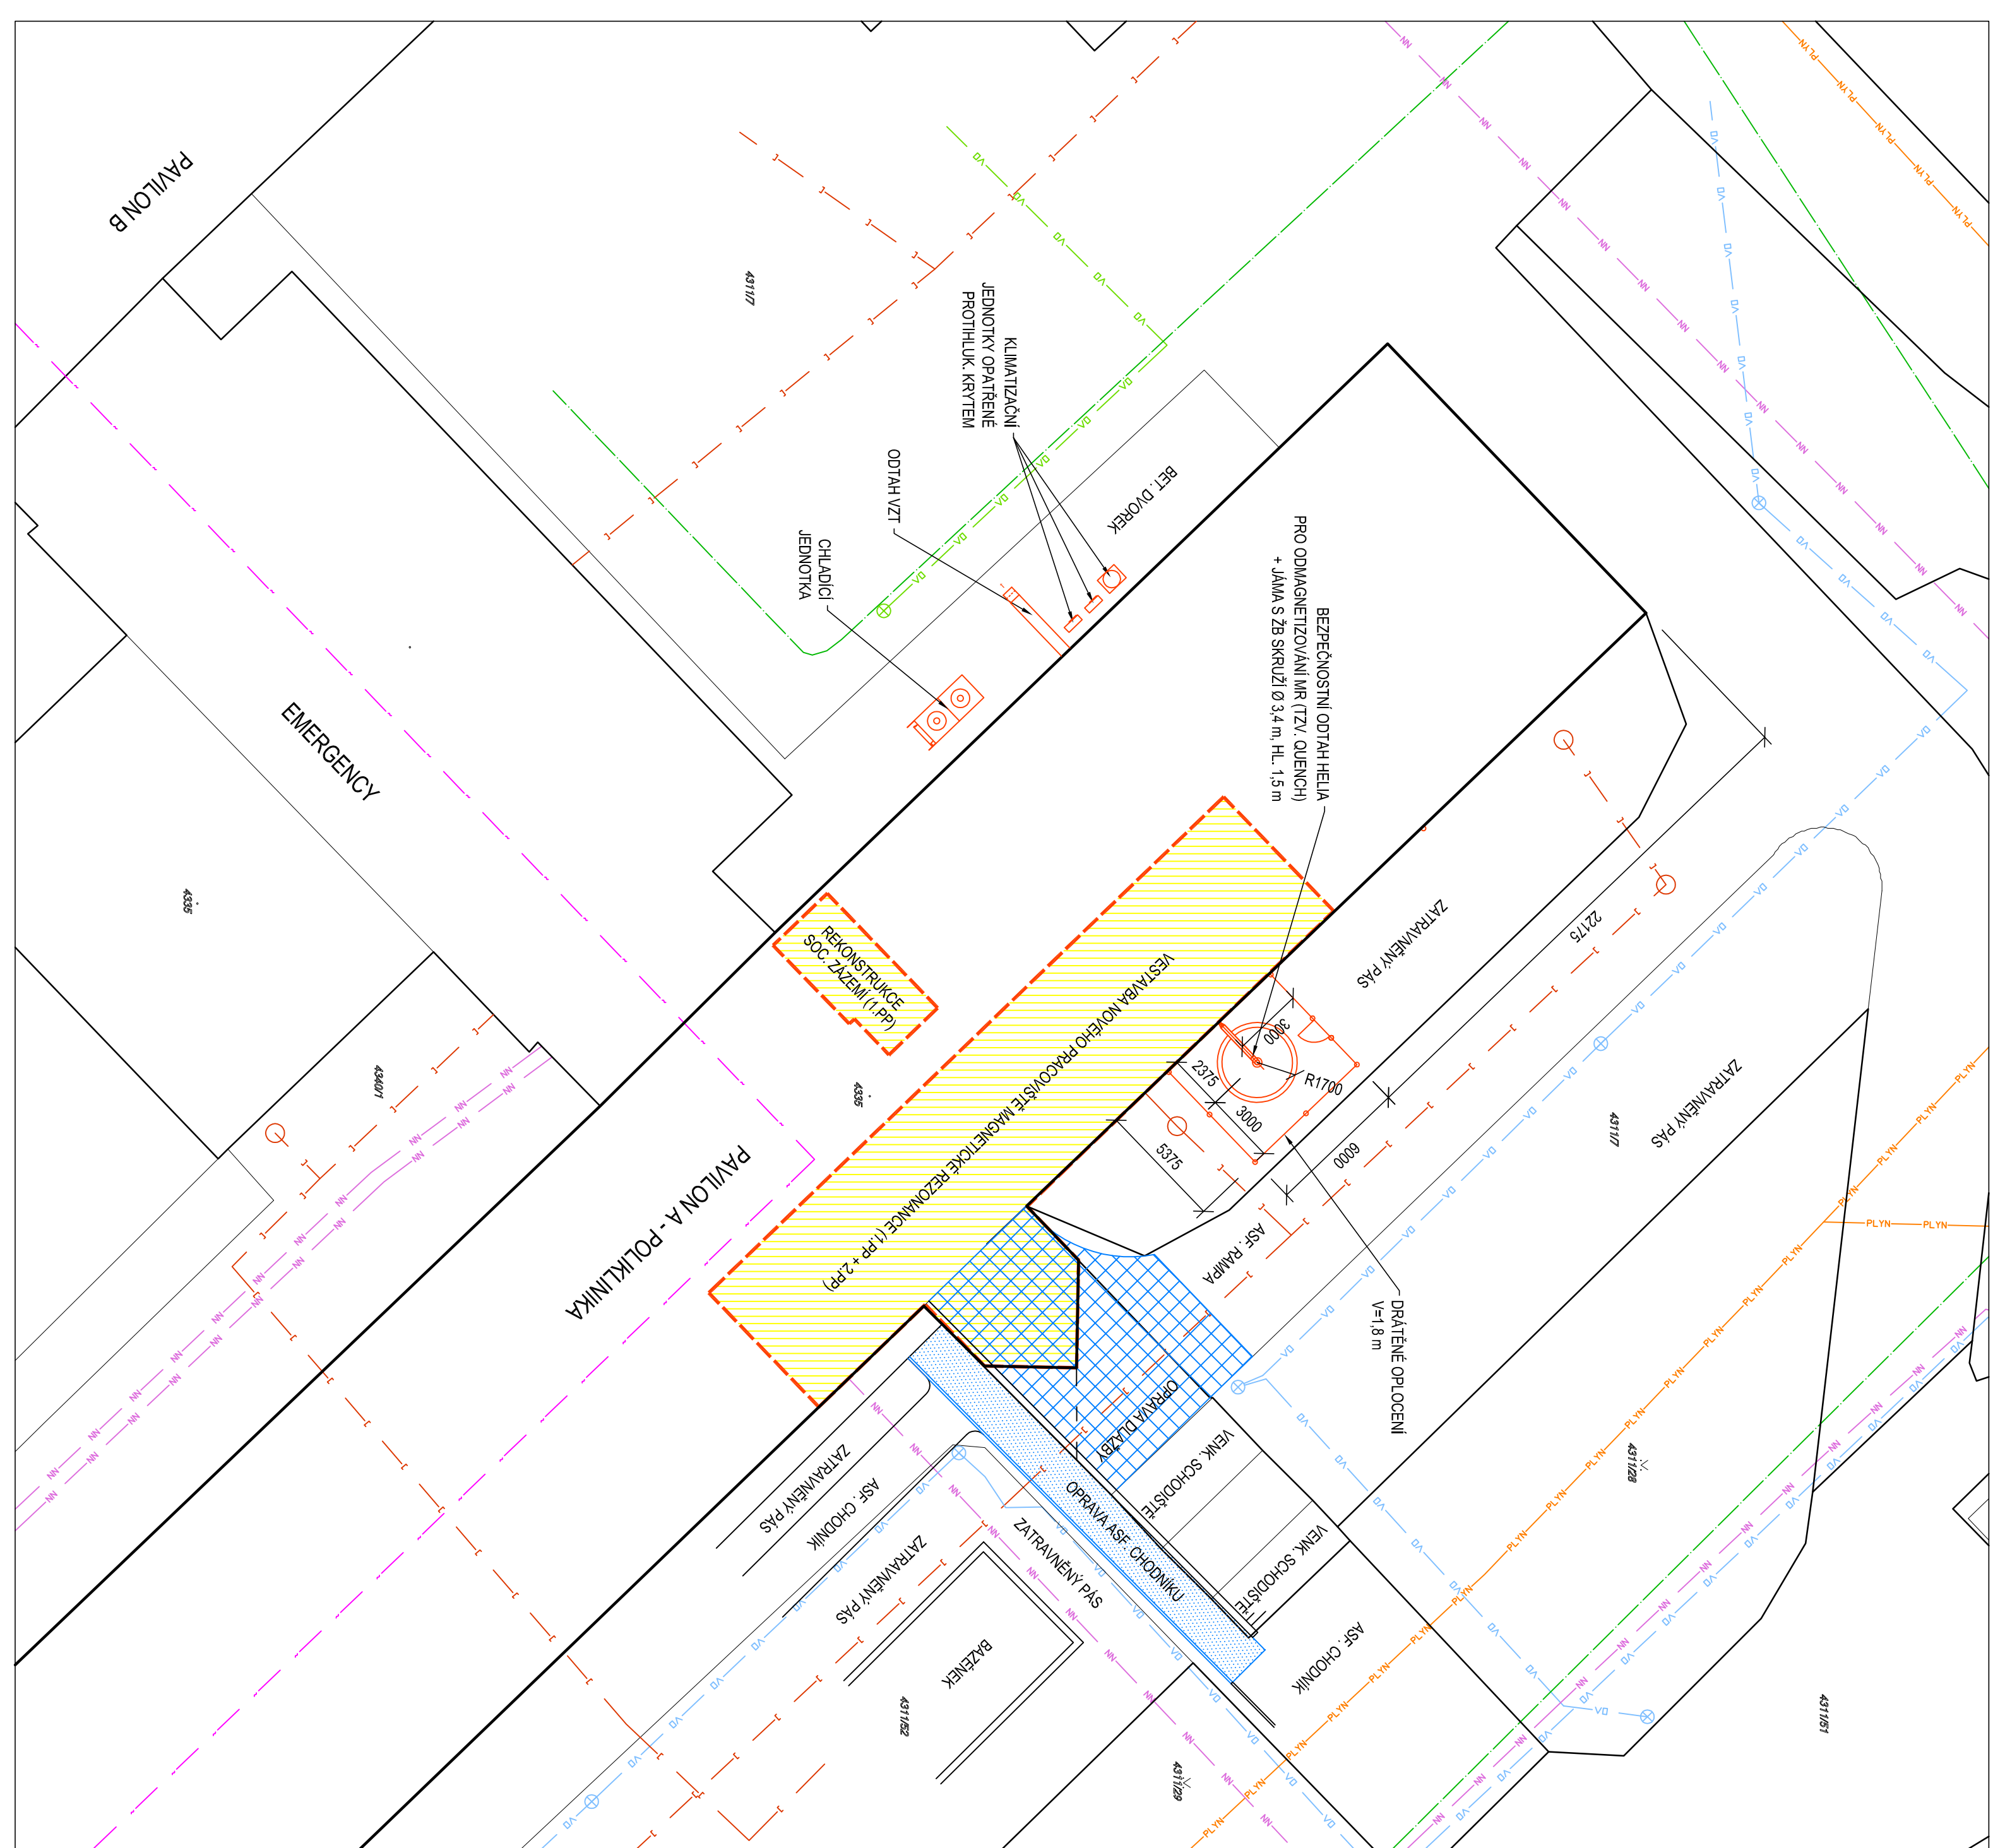 PAVILON B
4311/7
KLIMATIZAČNÍ
JEDNOTKY OPATŘENÉ
PROTIHLUK. KRYTEM
ODTAH VZT
CHLADÍCÍ
JEDNOTKA
BET. DVOREK
BEZPEČNOSTNÍ ODTAH HELIA
PRO ODMAGNETIZOVÁNÍ MR (TZV. QUENCH)
+ JÁMA S ŽB SKRUŽÍ Ø 3,4 m, HL. 1,5 m
EMERGENCY
4335
4340/1
REKONSTRUKCE
SOC. ZÁZEMÍ (1.PP)
4335
PAVILON A - POLIKLINIKA
VESTAVBA NOVÉHO PRACOVIŠTĚ MAGNETICKÉ REZONANCE (1.PP + 2.PP)
ZATRAVNĚNÝ PÁS
22175
3000
R1700
2375
3000
5375
6000
ASF. RAMPA
DRÁTĚNÉ OPLOCENÍ
V=1,8 m
ZATRAVNĚNÝ PÁS
4311/7
4311/28
OPRAVA DLAŽBY
VENK. SCHODIŠTĚ
VENK. SCHODIŠTĚ
OPRAVA ASF. CHODNÍKU
ASF. CHODNÍK
ZATRAVNĚNÝ PÁS
ASF. CHODNÍK
ZATRAVNĚNÝ PÁS
ZATRAVNĚNÝ PÁS
BAZÉNEK
4311/52
4311/29
4311/51
NN
VO
PLYN